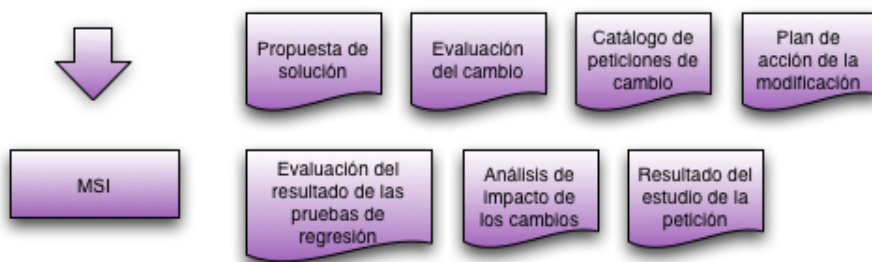 Propuesta de
solución
Evaluación
del cambio
Catálogo de
peticiones de
cambio
Plan de
acción de la
modificación
MSI
Evaluación del
resultado de las
pruebas de
regresión
Análisis de
impacto de
los cambios
Resultado del
estudio de la
petición